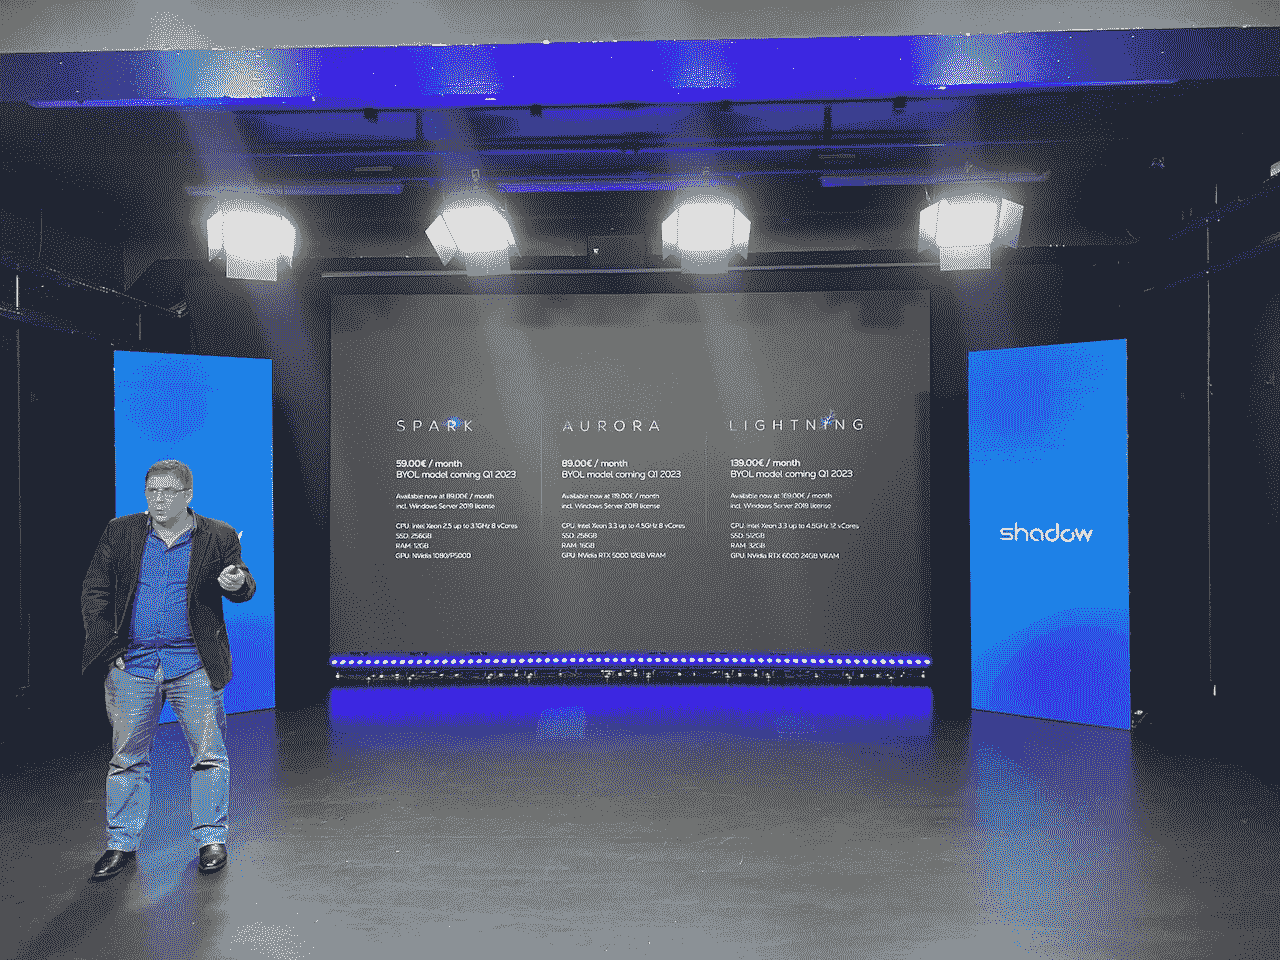 SPARK
59.00€ / month
BYOL model coming Q1 2023
Available now at 89.00€ / month
incl. Windows Server 2019 license
CPU: Intel Xeon 2.5 up to 3.1GHz 8 vCores
SSD: 256GB
RAM: 12GB
GPU: NVidia 1080/P5000
AURORA
89.00€ / month
BYOL model coming Q1 2023
Available now at 119.00€ / month
incl. Windows Server 2019 license
CPU: Intel Xeon 3.3 up to 4.5GHz 8 vCores
SSD: 256GB
RAM: 16GB
GPU: NVidia RTX 5000 12GB VRAM
LIGHTNING
139.00€ / month
BYOL model coming Q1 2023
Available now at 169.00€ / month
incl. Windows Server 2019 license
CPU: Intel Xeon 3.3 up to 4.5GHz 12 vCores
SSD: 512GB
RAM: 32GB
GPU: NVidia RTX 6000 24GB VRAM
shadow